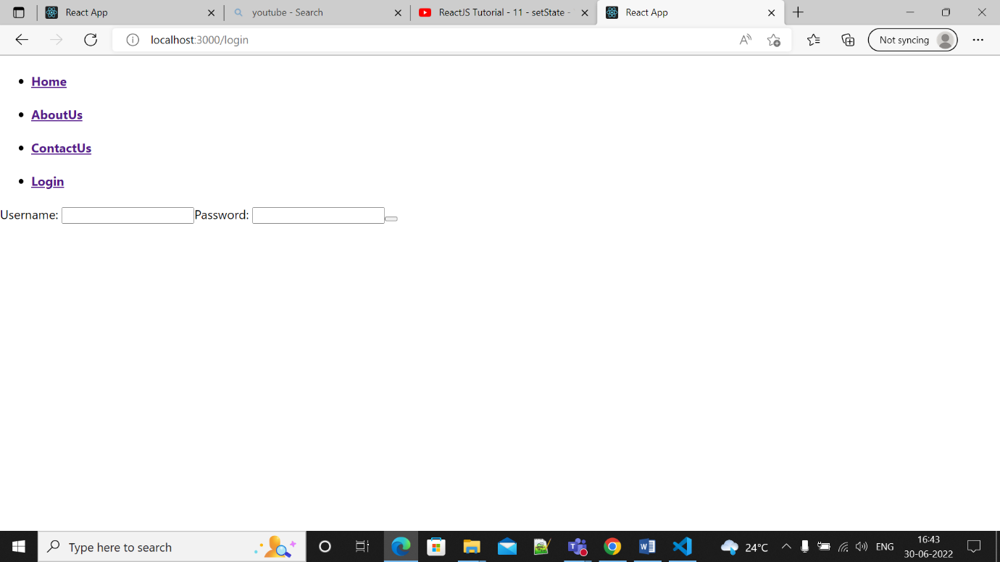 React App
youtube - Search
ReactJS Tutorial - 11 - setState -
React App
localhost:3000/login
Not syncing
Home
AboutUs
ContactUs
Login
Username: Password:
Type here to search
24°C
ENG
16:43
30-06-2022